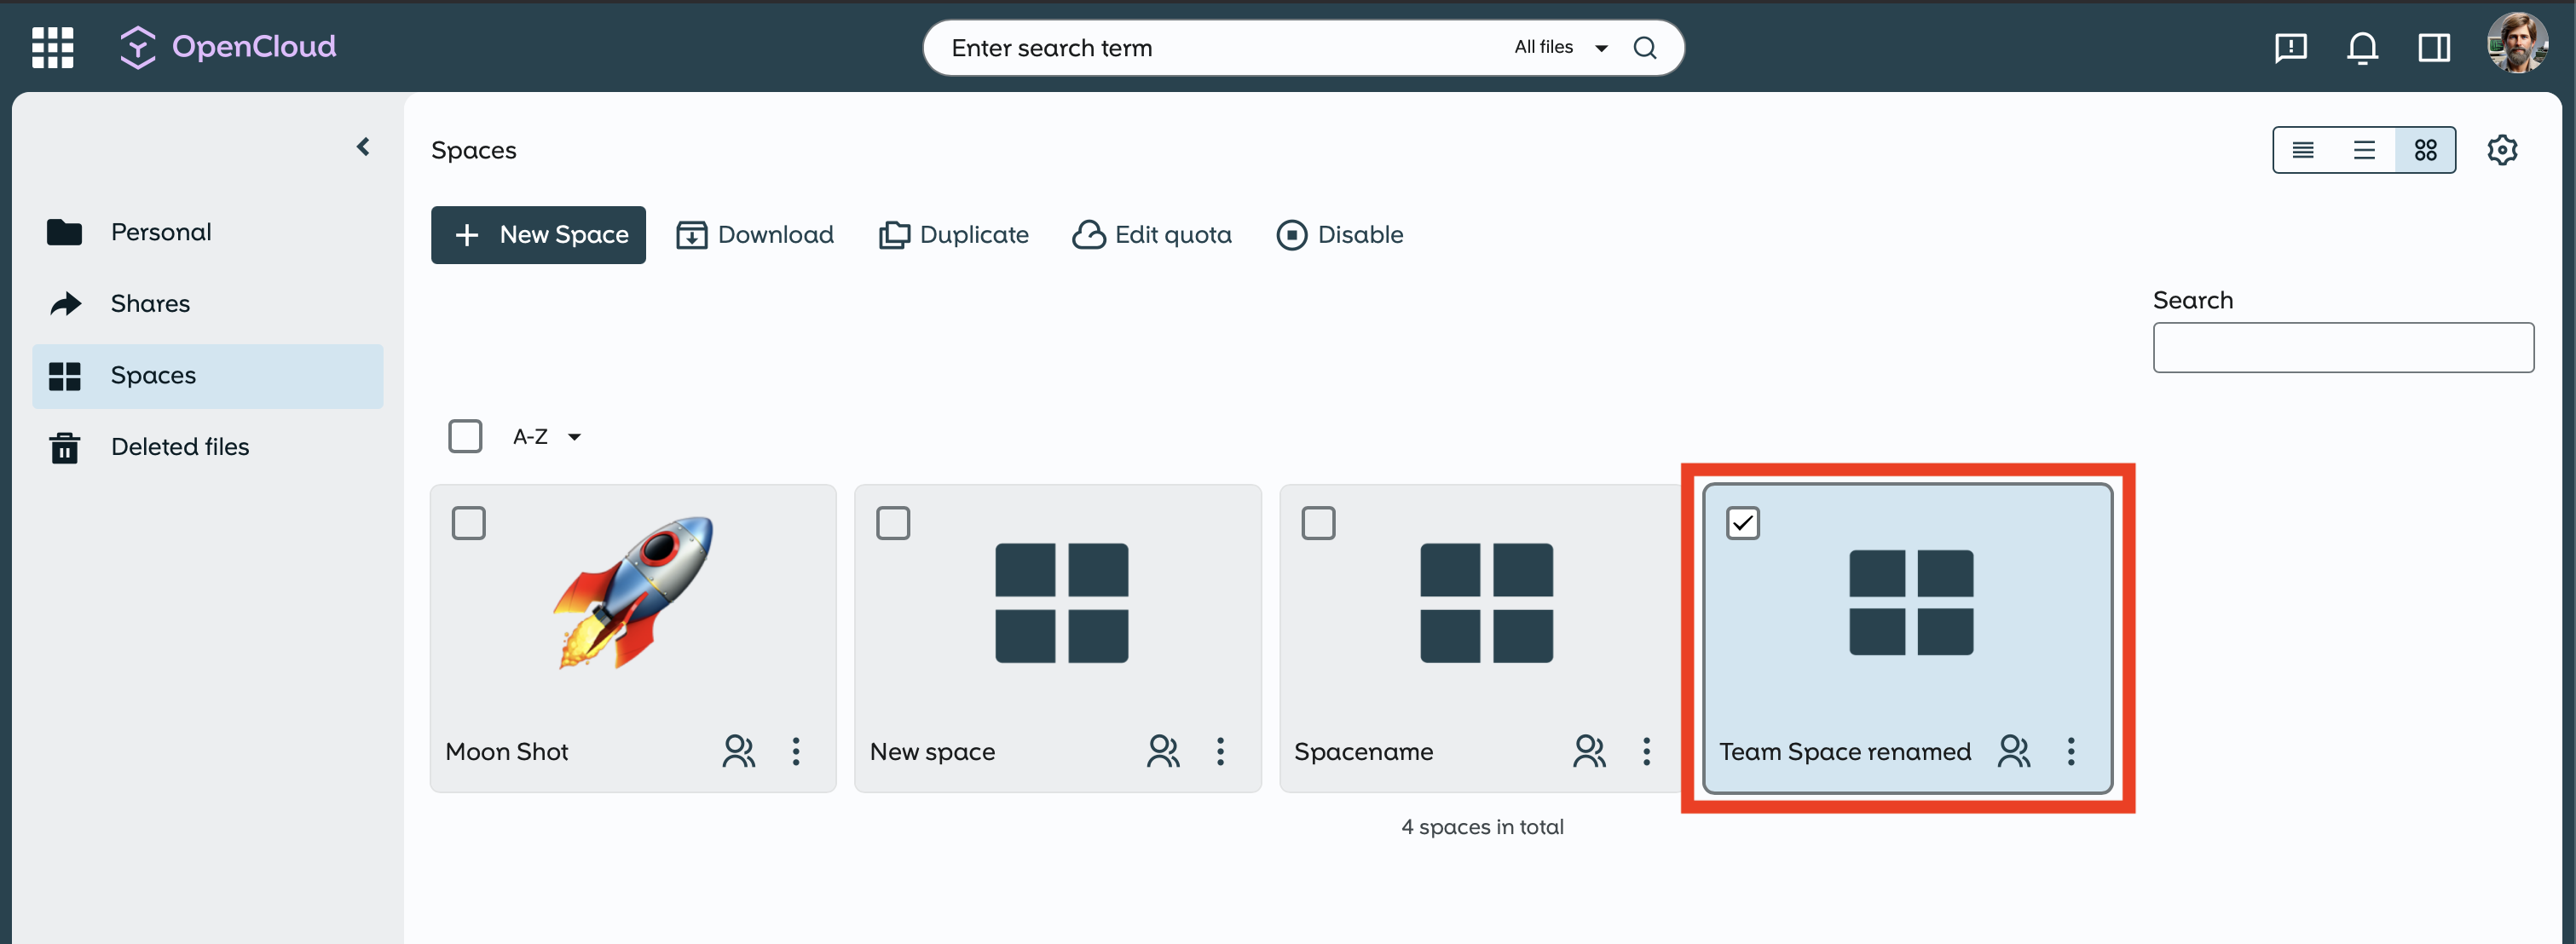 OpenCloud
Enter search term
All files
Spaces
Personal
Shares
Spaces
Deleted files
New Space
Download
Duplicate
Edit quota
Disable
Search
A-Z
Moon Shot
New space
Spacename
Team Space renamed
4 spaces in total